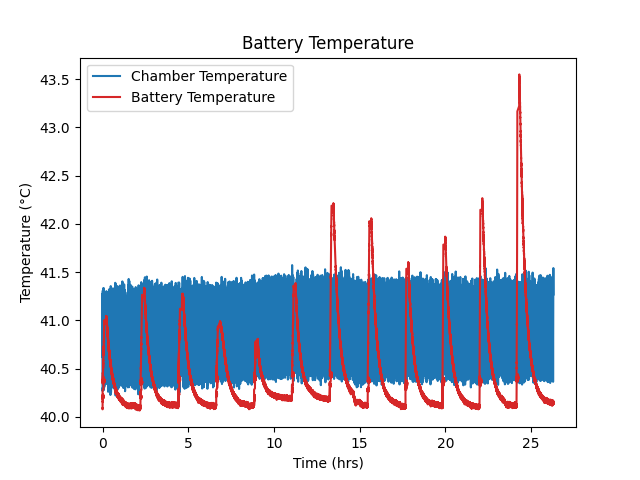 Battery Temperature
Chamber Temperature
Battery Temperature
43.5
43.0
42.5
42.0
41.5
41.0
40.5
40.0
Temperature (°C)
0 5 10 15 20 25
Time (hrs)